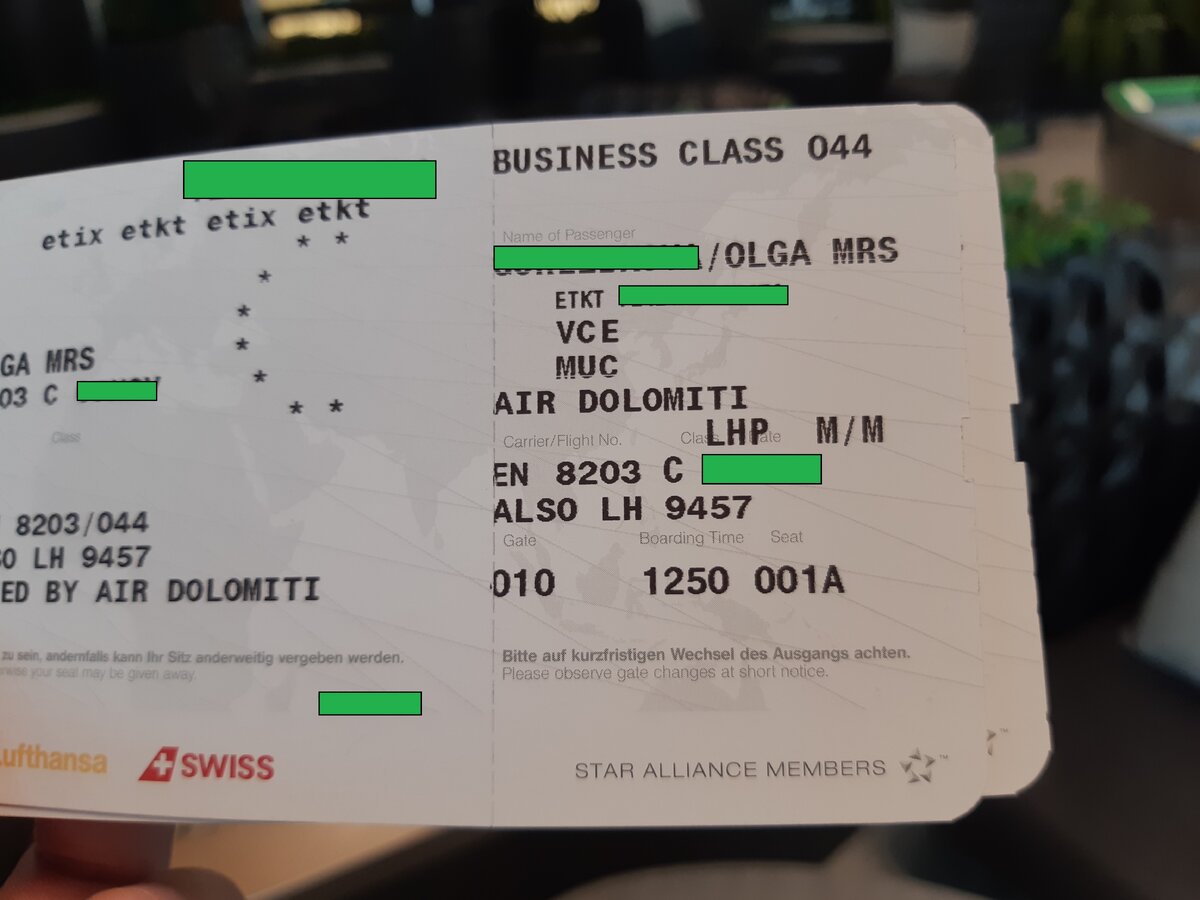 etix etkt etix etkt
* *
*
*
*
*
* *
GA MRS
03 C
Class
8203/044
SO LH 9457
ED BY AIR DOLOMITI
zu sein, andernfalls kann Ihr Sitz anderweitig vergeben werden.
your seat may be given away.
Lufthansa
SWISS
BUSINESS CLASS 044
Name of Passenger
/OLGA MRS
ETKT
VCE
MUC
AIR DOLOMITI
LHP M/M
Carrier/Flight No.
EN 8203 C
ALSO LH 9457
Gate Boarding Time Seat
010 1250 001A
Bitte auf kurzfristigen Wechsel des Ausgangs achten.
Please observe gate changes at short notice.
STAR ALLIANCE MEMBERS ™